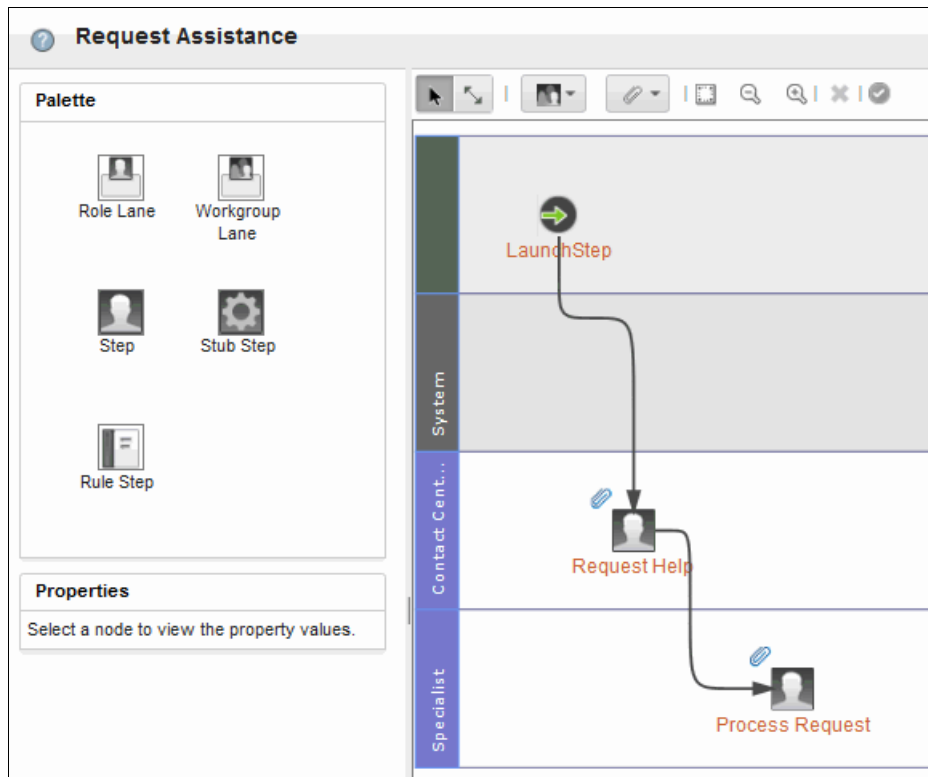 Request Assistance
Palette
Role Lane
Workgroup
Lane
Step
Stub Step
Rule Step
Properties
Select a node to view the property values.
LaunchStep
System
Contact Cent...
Request Help
Specialist
Process Request